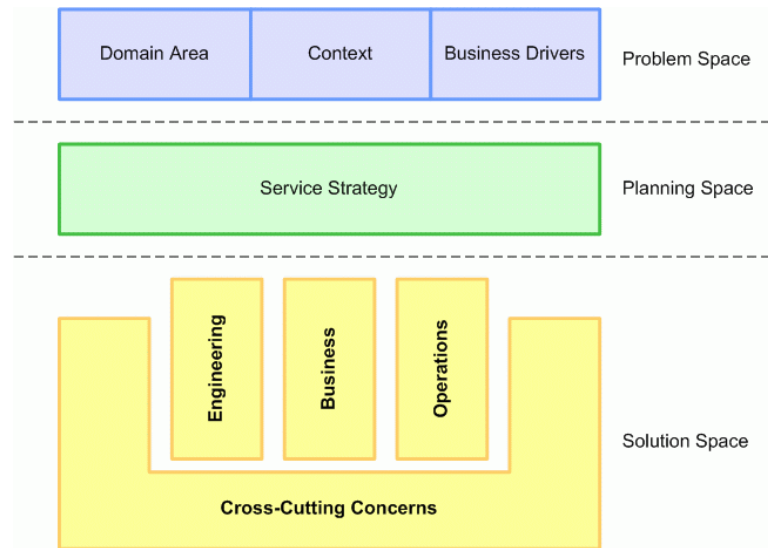 Domain Area
Context
Business Drivers
Problem Space
Service Strategy
Planning Space
Engineering
Business
Operations
Solution Space
Cross-Cutting Concerns